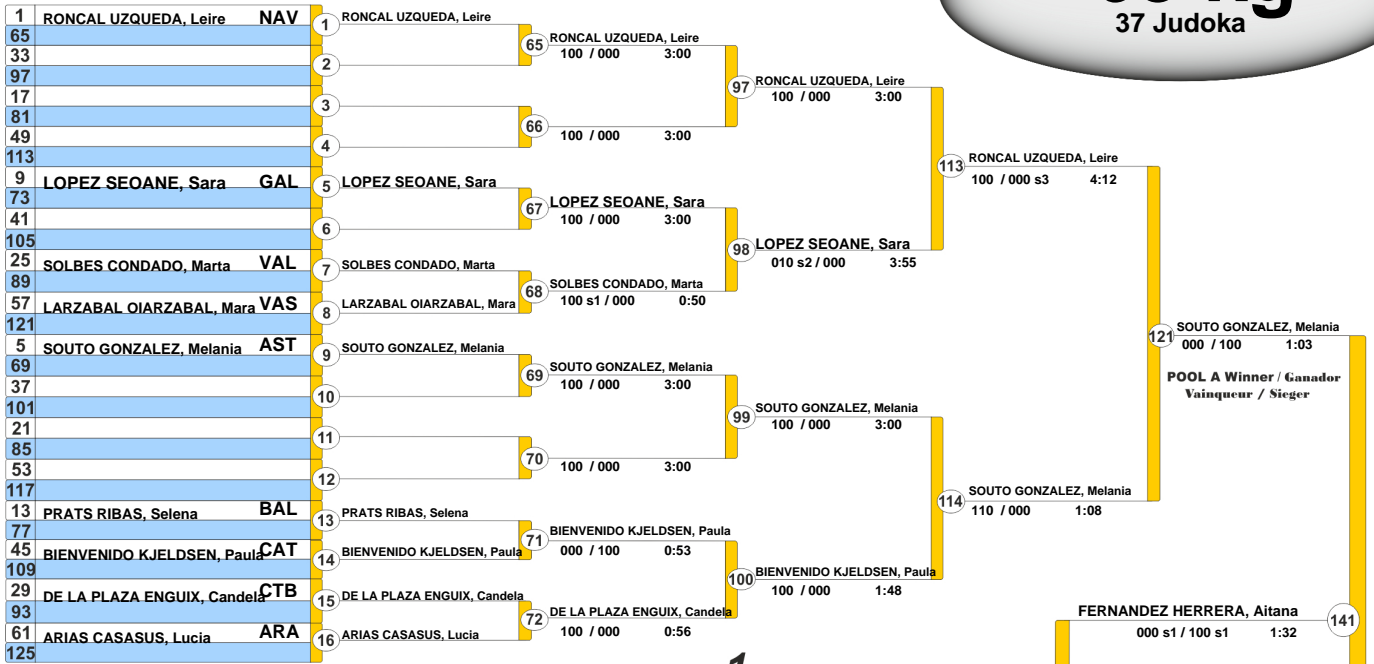 37 Judoka
1 RONCAL UZQUEDA, Leire NAV
65
33
97
17
81
49
113
9 LOPEZ SEOANE, Sara GAL
73
41
105
25 SOLBES CONDADO, Marta VAL
89
57 LARZABAL OIARZABAL, Mara VAS
121
5 SOUTO GONZALEZ, Melania AST
69
37
101
21
85
53
117
13 PRATS RIBAS, Selena BAL
77
45 BIENVENIDO KJELDSEN, Paula CAT
109
29 DE LA PLAZA ENGUIX, Candela CTB
93
61 ARIAS CASASUS, Lucia ARA
125
1 RONCAL UZQUEDA, Leire
2
3
4
5 LOPEZ SEOANE, Sara
6
7 SOLBES CONDADO, Marta
8 LARZABAL OIARZABAL, Mara
9 SOUTO GONZALEZ, Melania
10
11
12
13 PRATS RIBAS, Selena
14 BIENVENIDO KJELDSEN, Paula
15 DE LA PLAZA ENGUIX, Candela
16 ARIAS CASASUS, Lucia
65 RONCAL UZQUEDA, Leire
100 / 000 3:00
66
100 / 000 3:00
67 LOPEZ SEOANE, Sara
100 / 000 3:00
68 SOLBES CONDADO, Marta
100 s1 / 000 0:50
69 SOUTO GONZALEZ, Melania
100 / 000 3:00
70
100 / 000 3:00
71 BIENVENIDO KJELDSEN, Paula
000 / 100 0:53
72 DE LA PLAZA ENGUIX, Candela
100 / 000 0:56
97 RONCAL UZQUEDA, Leire
100 / 000 3:00
98 LOPEZ SEOANE, Sara
010 s2 / 000 3:55
99 SOUTO GONZALEZ, Melania
100 / 000 3:00
100 BIENVENIDO KJELDSEN, Paula
100 / 000 1:48
113 RONCAL UZQUEDA, Leire
100 / 000 s3 4:12
114 SOUTO GONZALEZ, Melania
110 / 000 1:08
121 SOUTO GONZALEZ, Melania
000 / 100 1:03
POOL A Winner / Ganador
Vainqueur / Sieger
FERNANDEZ HERRERA, Aitana 141
000 s1 / 100 s1 1:32